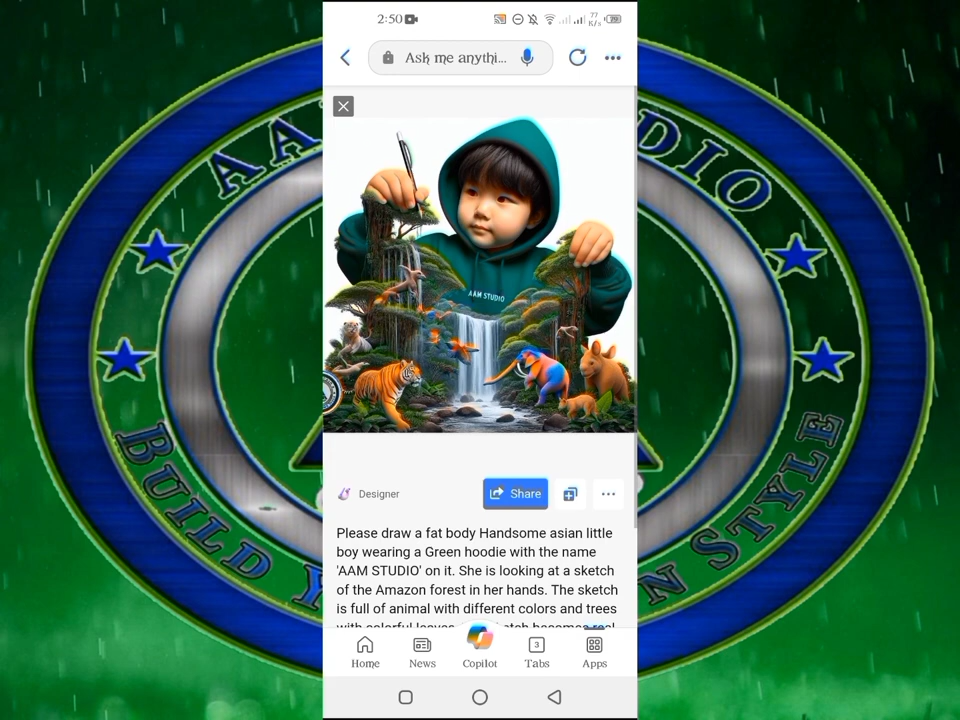 2:50
77
K/s
79
Ask me anythi...
AAM STUDIO
Designer
Share
Please draw a fat body Handsome asian little
boy wearing a Green hoodie with the name
'AAM STUDIO' on it. She is looking at a sketch
of the Amazon forest in her hands. The sketch
is full of animal with different colors and trees
Home
News
Copilot
3
Tabs
Apps
AA
DIO
BUILD Y
N STYLE